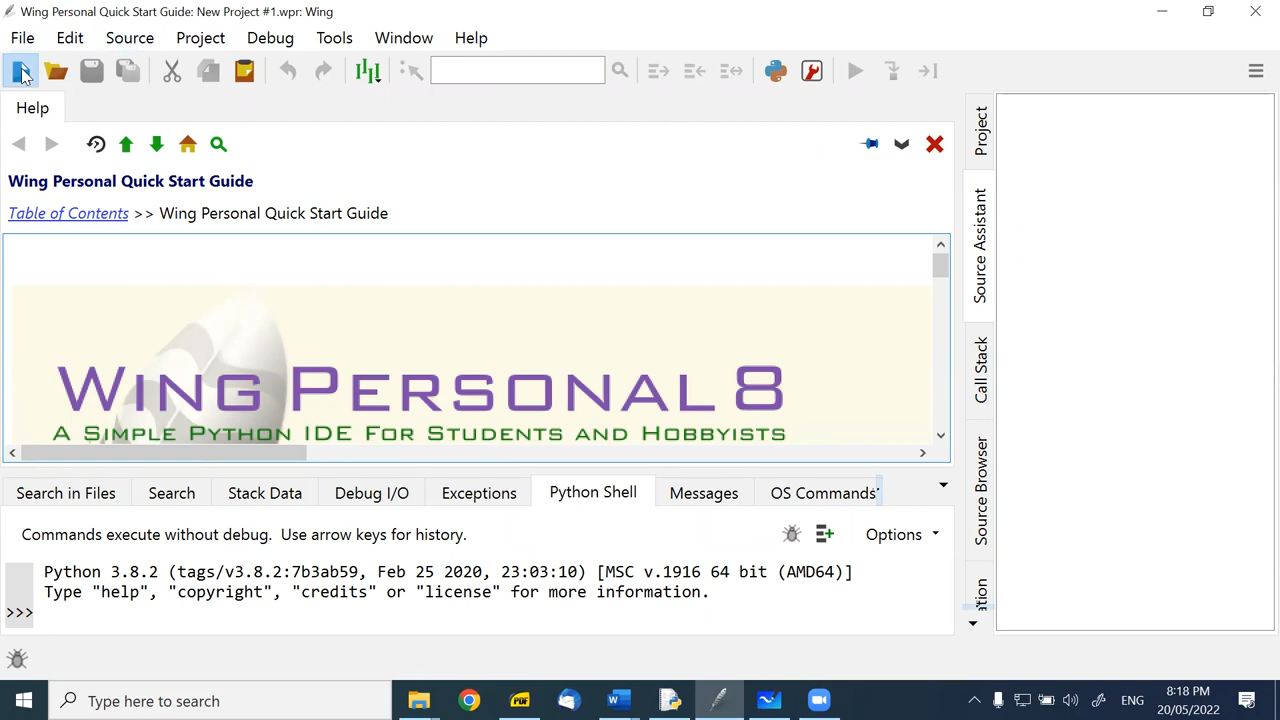 Wing Personal Quick Start Guide: New Project #1.wpr: Wing
File Edit Source Project Debug Tools Window Help
Help
Wing Personal Quick Start Guide
Table of Contents >> Wing Personal Quick Start Guide
Wing Personal 8
A Simple Python IDE For Students and Hobbyists
Project
Source Assistant
Call Stack
Source Browser
Search in Files Search Stack Data Debug I/O Exceptions Python Shell Messages OS Commands
Commands execute without debug. Use arrow keys for history.
Options
Python 3.8.2 (tags/v3.8.2:7b3ab59, Feb 25 2020, 23:03:10) [MSC v.1916 64 bit (AMD64)]
Type "help", "copyright", "credits" or "license" for more information.
>>>
Type here to search
PDF
ENG
8:18 PM
20/05/2022